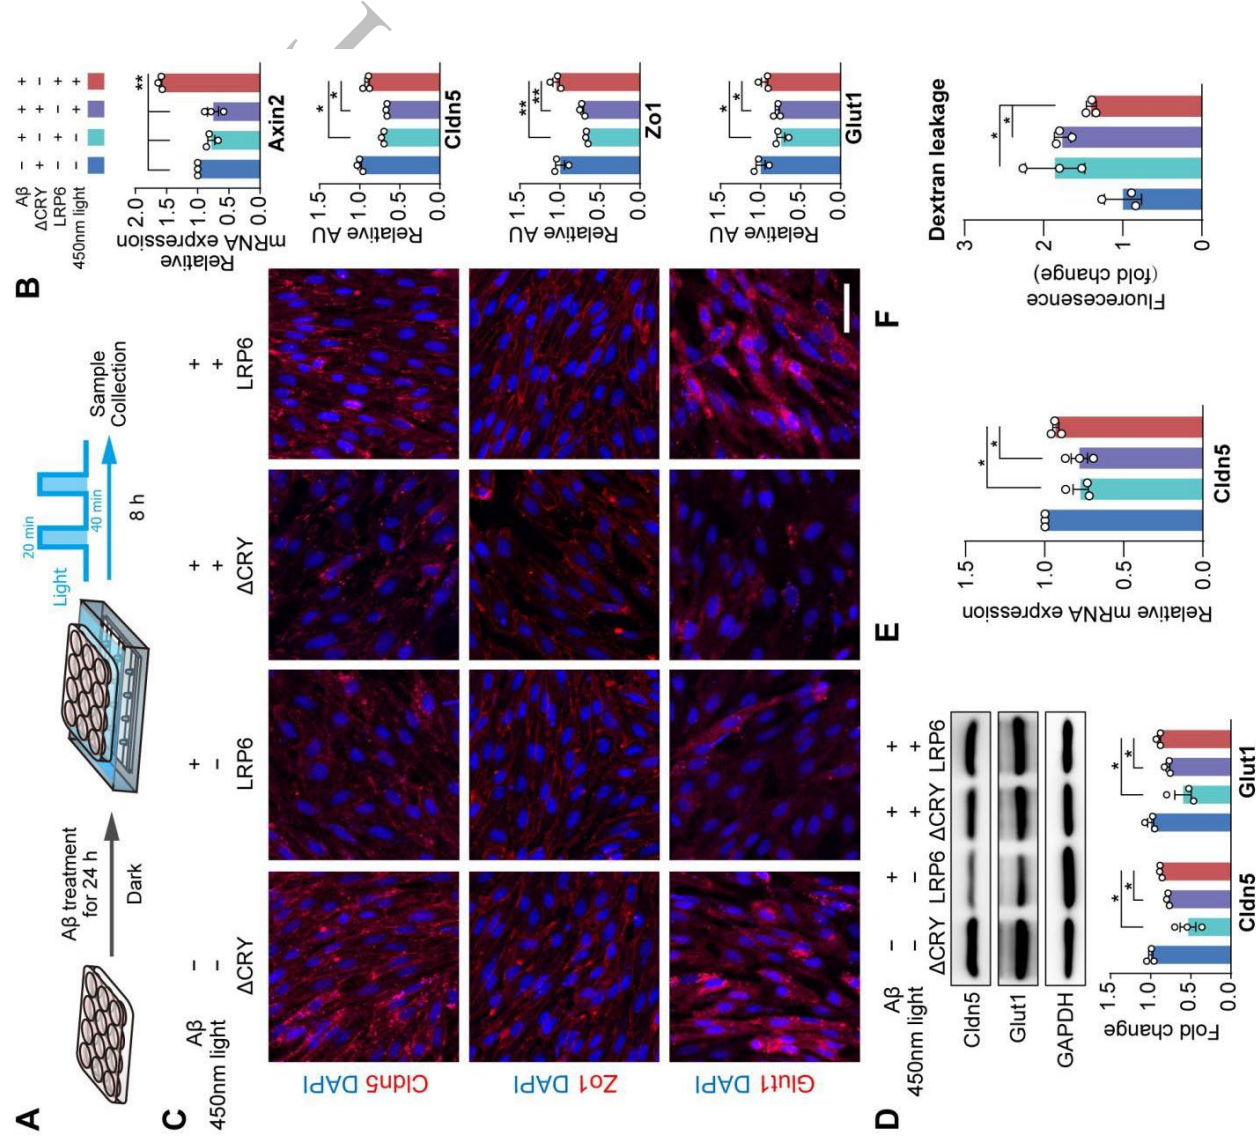 A
Aβ treatment
for 24 h
Dark
20 min
Light
40 min
8 h
Sample
Collection
B
Aβ − + + +
ΔCRY + − + −
LRP6 − + − +
450nm light − − + +
Relative
mRNA expression
2.0
1.5
1.0
0.5
0.0
**
Axin2
C
Aβ − + + +
450nm light − − + +
ΔCRY LRP6 ΔCRY LRP6
Cldn5 DAPI
Zo1 DAPI
Glut1 DAPI
Relative AU
1.5
1.0
0.5
0.0
*
*
Cldn5
Relative AU
1.5
1.0
0.5
0.0
**
**
Zo1
Relative AU
1.5
1.0
0.5
0.0
*
*
Glut1
D
Aβ − + + +
450nm light − − + +
ΔCRY LRP6 ΔCRY LRP6
Cldn5
Glut1
GAPDH
Fold change
1.5
1.0
0.5
0.0
*
*
*
*
Cldn5 Glut1
E
Relative mRNA expression
1.5
1.0
0.5
0.0
*
*
Cldn5
F
Dextran leakage
Fluorecesence
(fold change)
3
2
1
0
*
*